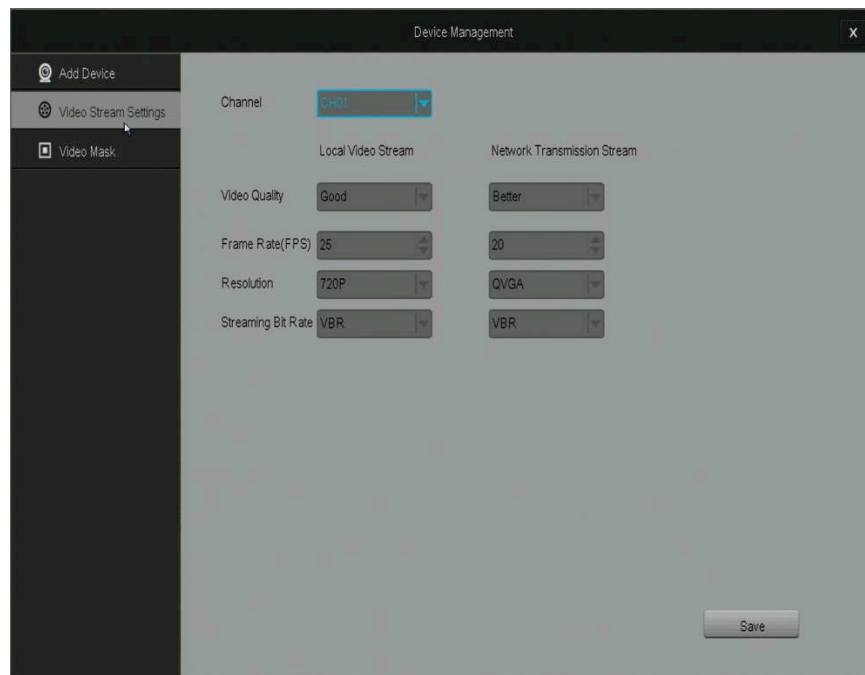 Device Management X
Add Device
Video Stream Settings
Video Mask
Channel CH01
Local Video Stream Network Transmission Stream
Video Quality Good Better
Frame Rate(FPS) 25 20
Resolution 720P QVGA
Streaming Bit Rate VBR VBR
Save